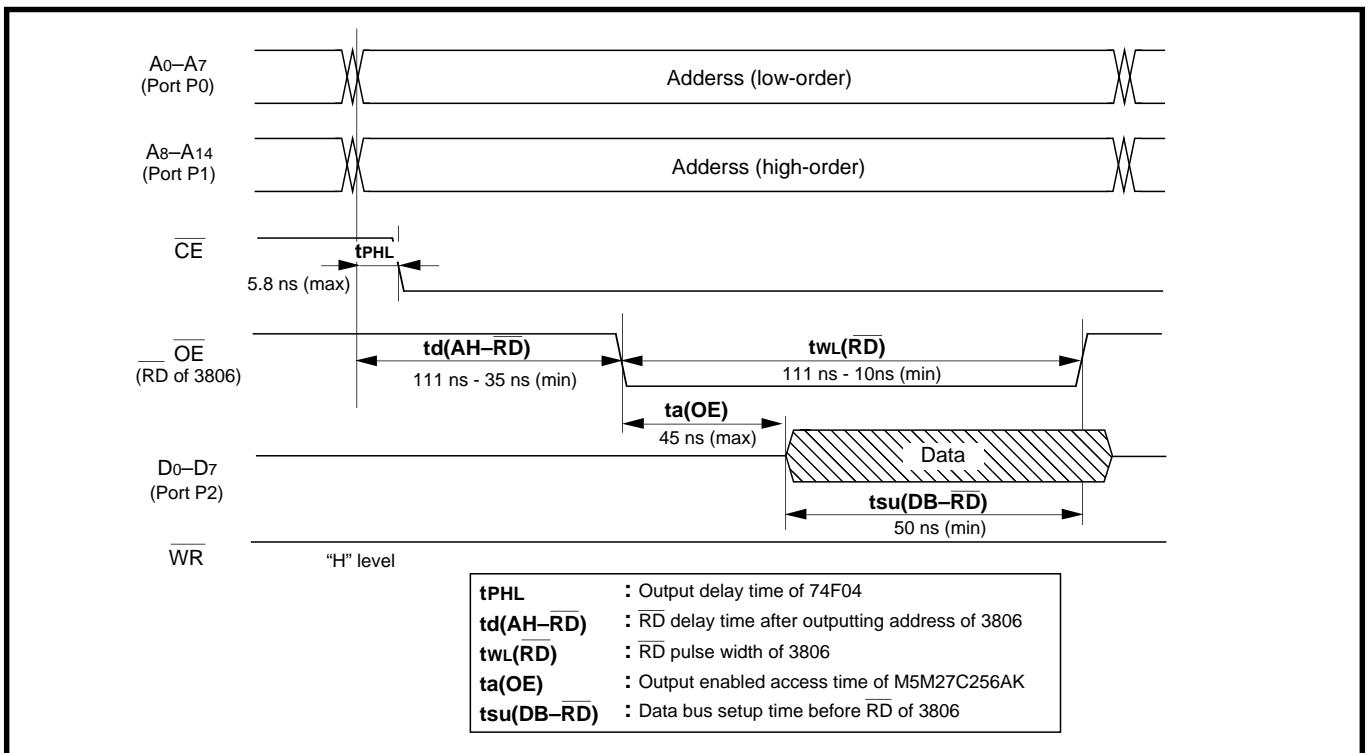 A0–A7
(Port P0)
Adderss (low-order)
A8–A14
(Port P1)
Adderss (high-order)
CE
tPHL
5.8 ns (max)
OE
(RD of 3806)
td(AH–RD)
111 ns - 35 ns (min)
tWL(RD)
111 ns - 10ns (min)
ta(OE)
45 ns (max)
D0–D7
(Port P2)
Data
tsu(DB–RD)
50 ns (min)
WR
“H” level
tPHL : Output delay time of 74F04
td(AH–RD) : RD delay time after outputting address of 3806
tWL(RD) : RD pulse width of 3806
ta(OE) : Output enabled access time of M5M27C256AK
tsu(DB–RD) : Data bus setup time before RD of 3806